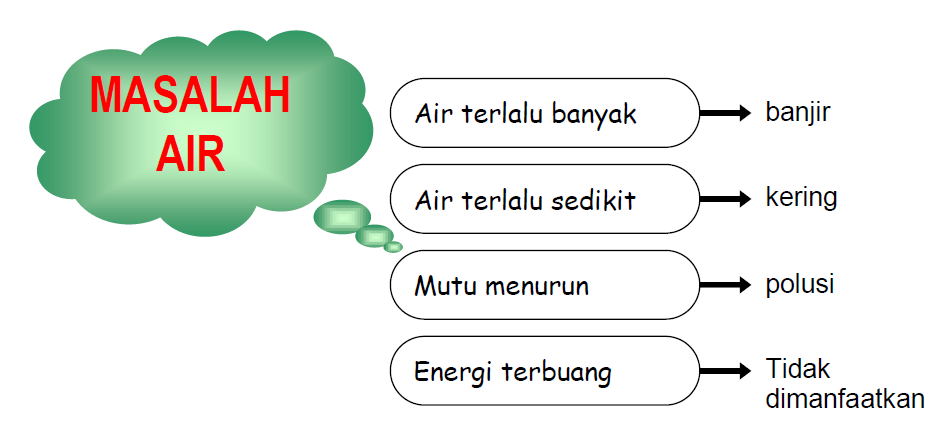 MASALAH
AIR
Air terlalu banyak
banjir
Air terlalu sedikit
kering
Mutu menurun
polusi
Energi terbuang
Tidak
dimanfaatkan